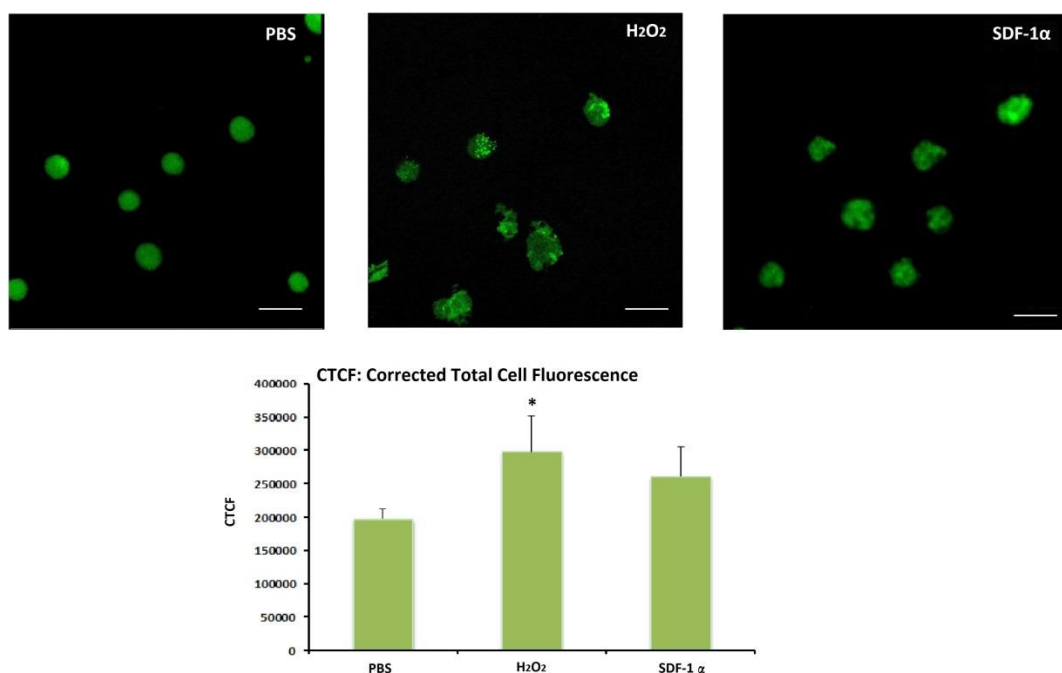 PBS
H2O2
SDF-1α
CTCF: Corrected Total Cell Fluorescence
400000
350000
300000
250000
200000
150000
100000
50000
0
CTCF
*
PBS
H2O2
SDF-1 α